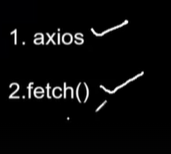 1. axios
2.fetch()